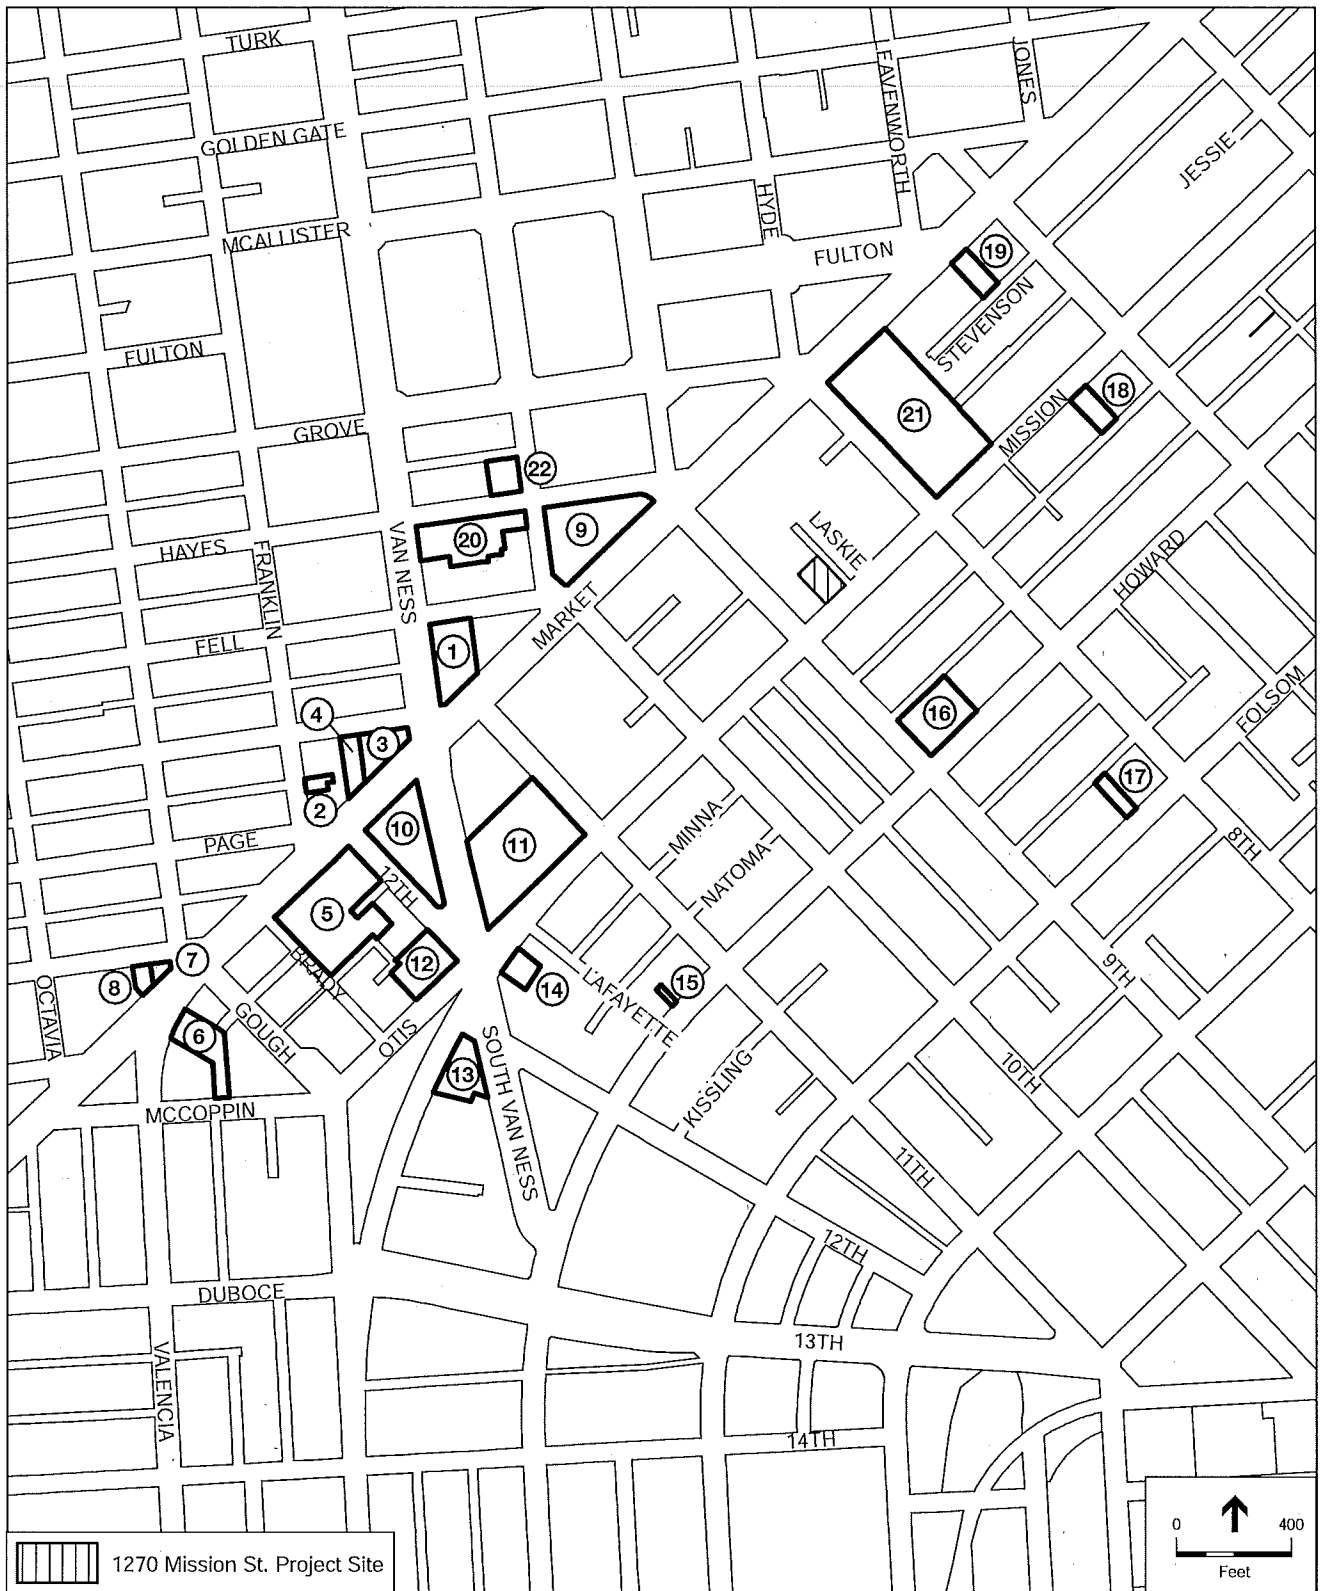 TURK
LEAVENWORTH
JONES
GOLDEN GATE
JESSIE
HYDE
MCALLISTER
FULTON
19
STEVENSON
FULTON
18
21
MISSION
GROVE
22
9
20
LASKIE
HAYES
FRANKLIN
VAN NESS
HOWARD
MARKET
FELL
1
4
3
16
FOLSOM
2
17
10
11
MINNA
PAGE
8TH
12TH
NATOMA
5
7
BRADY
12
9TH
8
14
15
OCTAVIA
LAFAYETTE
6
GOUGH
OTIS
SOUTH VAN NESS
13
10TH
KISSLING
MCCOPPIN
11TH
12TH
DUBOCE
13TH
VALENCIA
14TH
0 400
Feet
1270 Mission St. Project Site